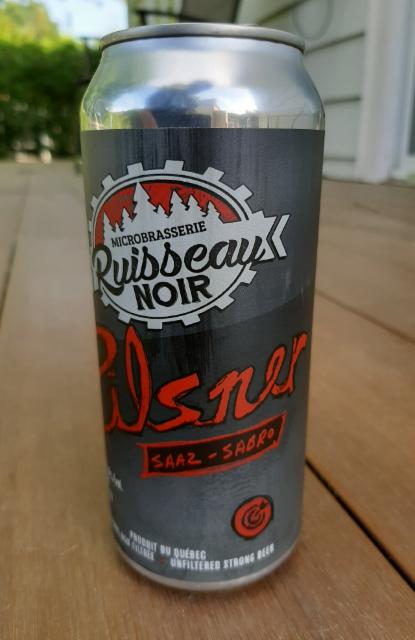 MICROBRASSERIE
Ruisseau
NOIR
Pilsner
SAAZ - SABRO
PRODUIT DU QUÉBEC
UNFILTERED STRONG BEER